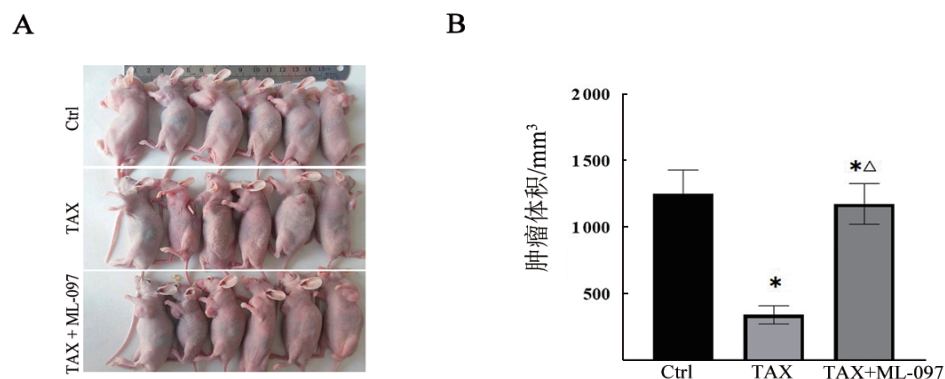 A
Ctrl
TAX
TAX + ML-097
B
肿瘤体积/mm³
2 000
1 500
1 000
500
0
*
*△
Ctrl
TAX
TAX+ML-097